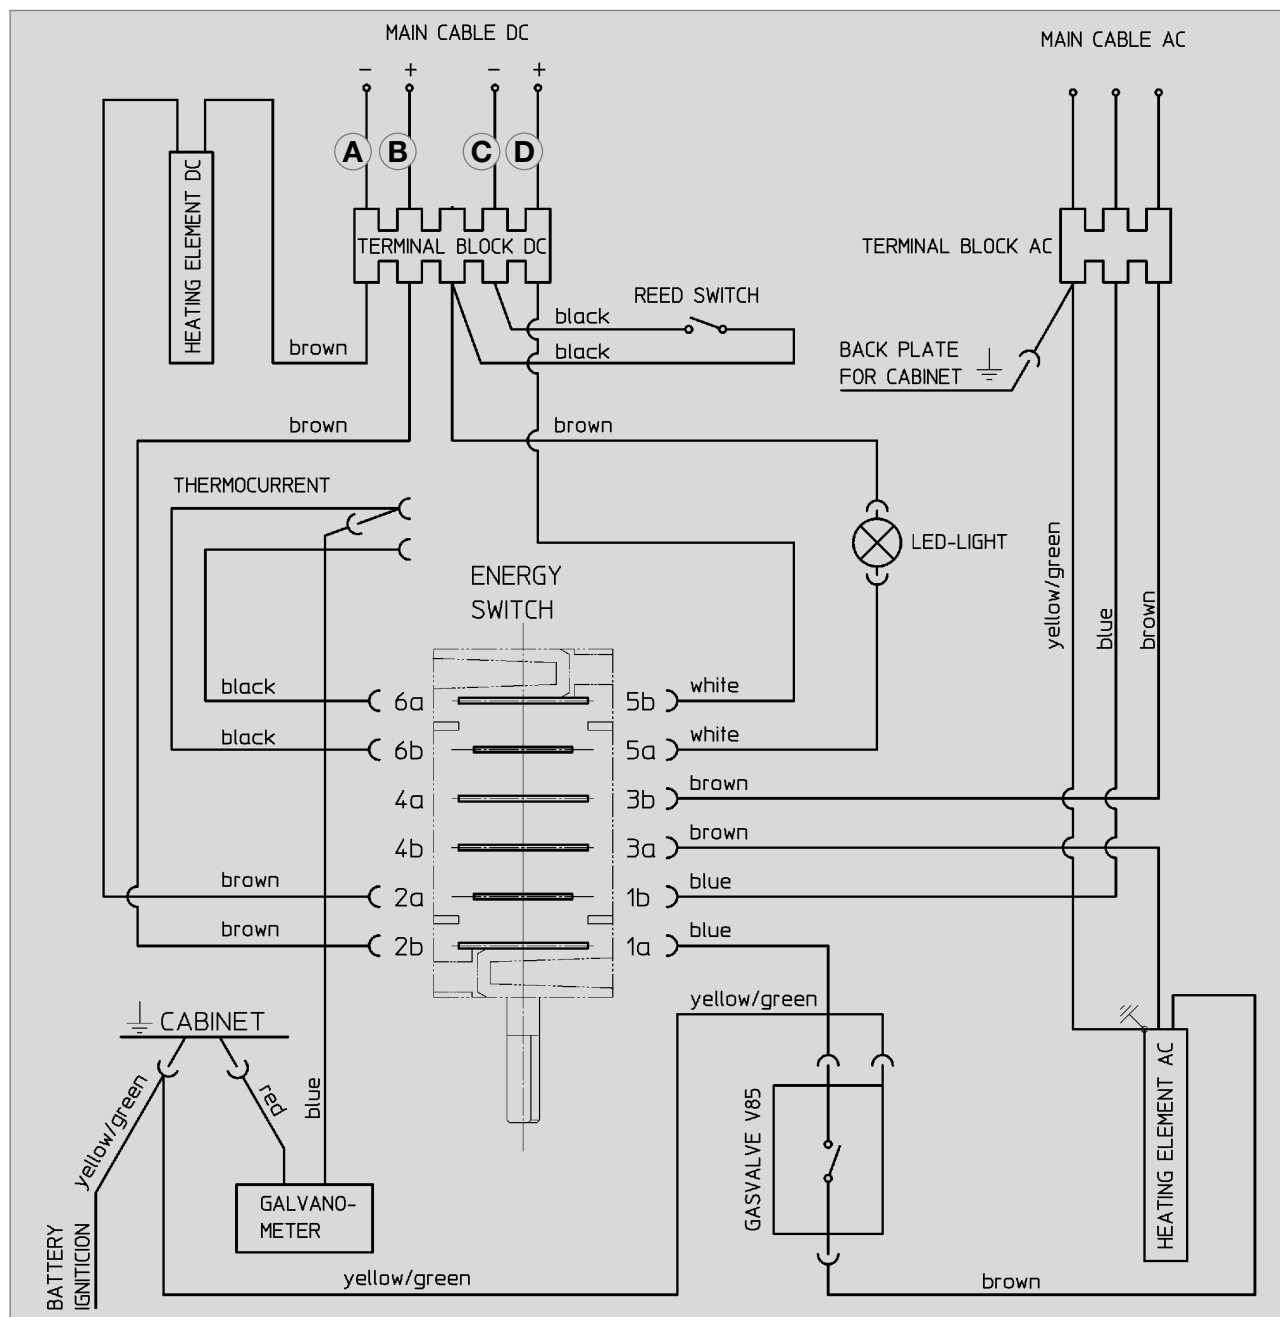 MAIN CABLE DC
MAIN CABLE AC
− + − +
A B C D
HEATING ELEMENT DC
TERMINAL BLOCK DC
TERMINAL BLOCK AC
REED SWITCH
black
brown
black
BACK PLATE
FOR CABINET
brown
brown
THERMOCURRENT
LED-LIGHT
ENERGY
SWITCH
yellow/green
blue
brown
black
6a
5b
white
black
6b
5a
white
4a
3b
brown
4b
3a
brown
brown
2a
1b
blue
brown
2b
1a
blue
yellow/green
CABINET
yellow/green
red
blue
GASVALVE V85
HEATING ELEMENT AC
GALVANO-
METER
BATTERY
IGNITICION
yellow/green
brown